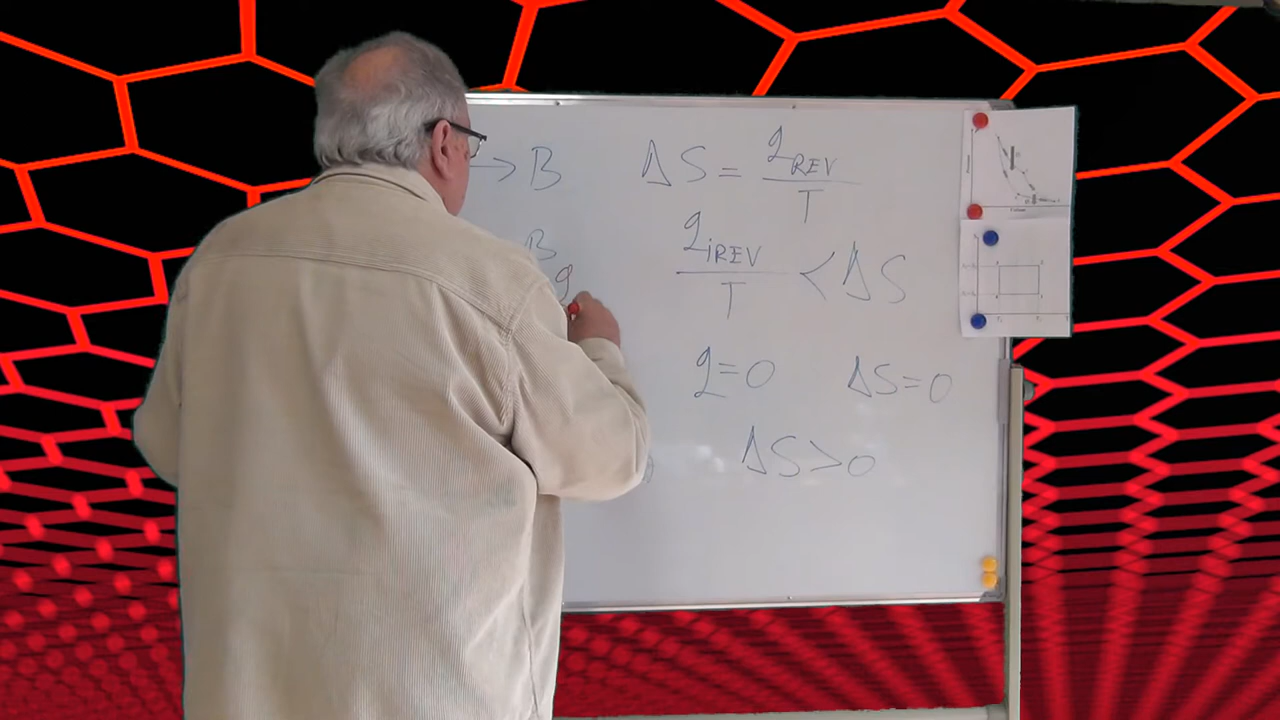 → B ΔS = q_REV / T
B
q
q_iREV / T < ΔS
q = 0 ΔS = 0
ΔS > 0